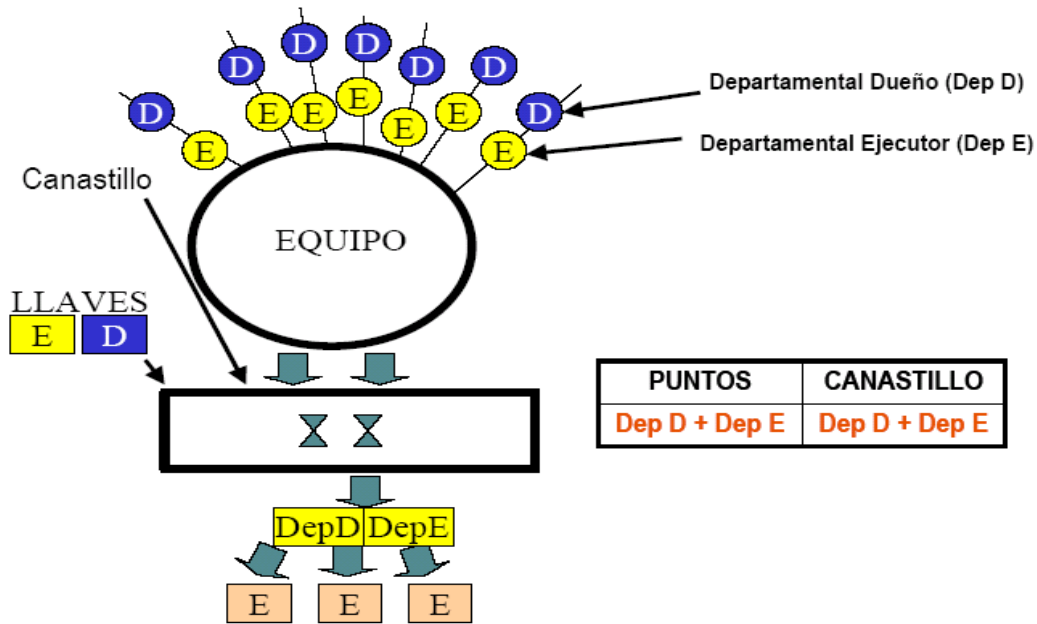 D D D D D
D D
E E E E E
E E
Departamental Dueño (Dep D)
Departamental Ejecutor (Dep E)
Canastillo
EQUIPO
LLAVES
E D
PUNTOS CANASTILLO
Dep D + Dep E Dep D + Dep E
DepD DepE
E E E